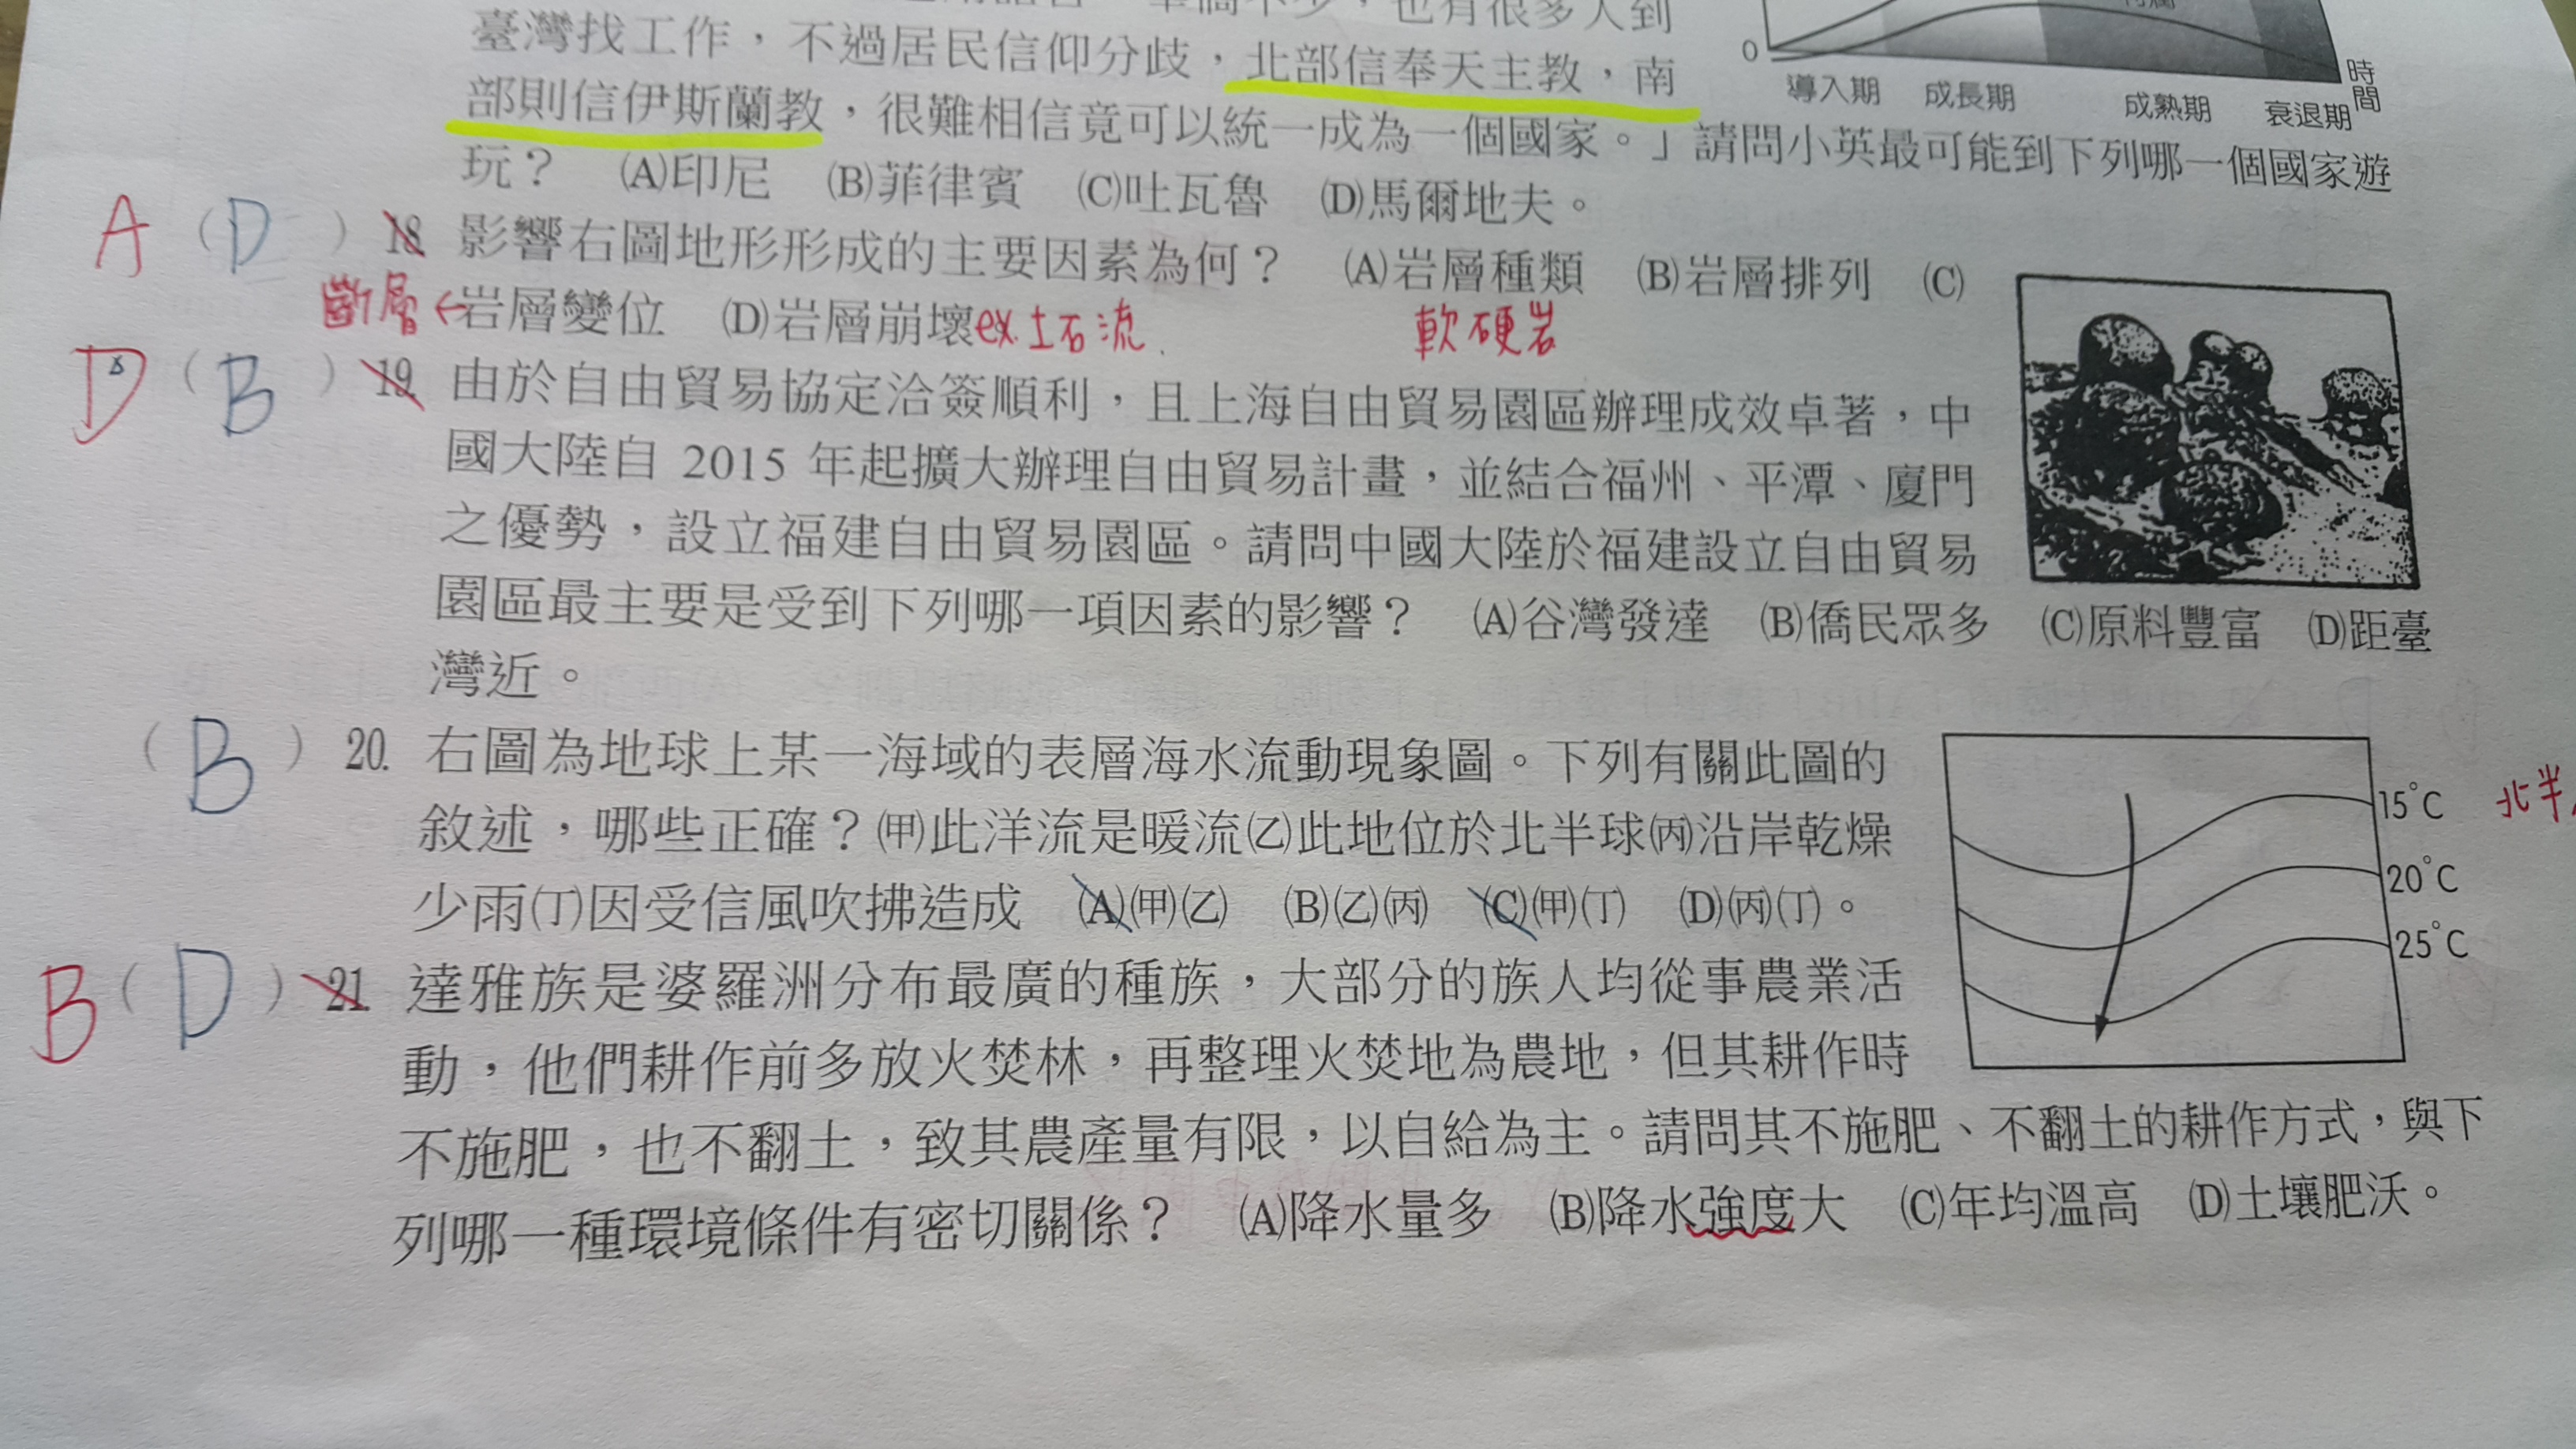 也有很多人到
臺灣找工作，不過居民信仰分歧，北部信奉天主教，南
部則信伊斯蘭教，很難相信竟可以統一成為一個國家。」請問小英最可能到下列哪一個國家遊
玩？ (A)印尼 (B)菲律賓 (C)吐瓦魯 (D)馬爾地夫。
0
導入期 成長期 成熟期 衰退期
時間
A (D) 18. 影響右圖地形形成的主要因素為何？ (A)岩層種類 (B)岩層排列 (C)
斷層←岩層變位 (D)岩層崩壞。ex.土石流 軟硬岩
D (B) 19. 由於自由貿易協定洽簽順利，且上海自由貿易園區辦理成效卓著，中
國大陸自 2015 年起擴大辦理自由貿易計畫，並結合福州、平潭、廈門
之優勢，設立福建自由貿易園區。請問中國大陸於福建設立自由貿易
園區最主要是受到下列哪一項因素的影響？ (A)谷灣發達 (B)僑民眾多 (C)原料豐富 (D)距臺
灣近。
(B) 20. 右圖為地球上某一海域的表層海水流動現象圖。下列有關此圖的
敘述，哪些正確？(甲)此洋流是暖流(乙)此地位於北半球(丙)沿岸乾燥
少雨(丁)因受信風吹拂造成 (A)(甲)(乙) (B)(乙)(丙) (C)(甲)(丁) (D)(丙)(丁)。
15°C 北半
20°C
25°C
B (D) 21. 達雅族是婆羅洲分布最廣的種族，大部分的族人均從事農業活
動，他們耕作前多放火焚林，再整理火焚地為農地，但其耕作時
不施肥，也不翻土，致其農產量有限，以自給為主。請問其不施肥、不翻土的耕作方式，與下
列哪一種環境條件有密切關係？ (A)降水量多 (B)降水強度大 (C)年均溫高 (D)土壤肥沃。